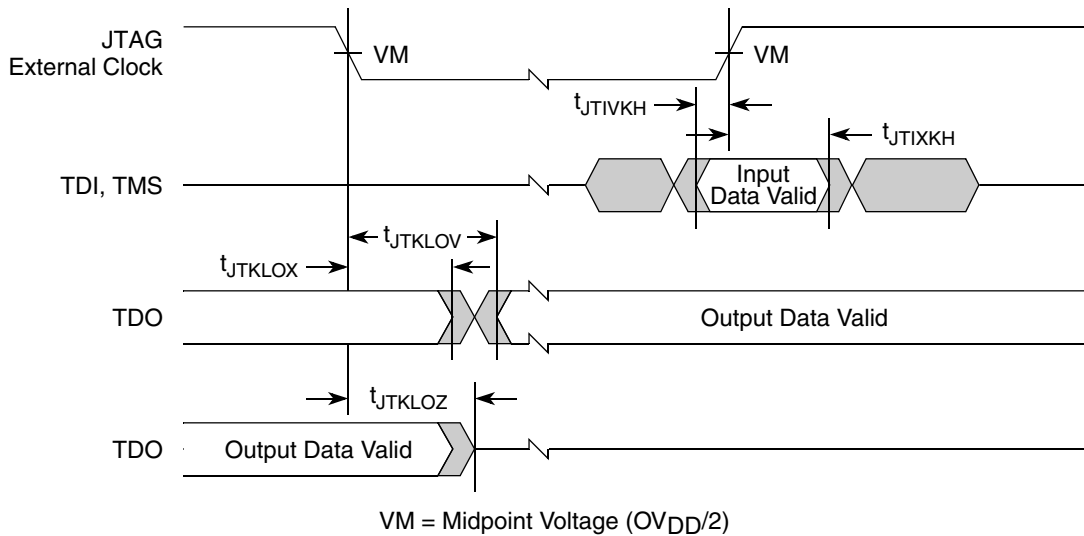 JTAG
External Clock
VM
VM
tJTIVKH
tJTIXKH
TDI, TMS
Input
Data Valid
tJTKLOV
tJTKLOX
TDO
Output Data Valid
tJTKLOZ
TDO
Output Data Valid
VM = Midpoint Voltage (OVDD/2)